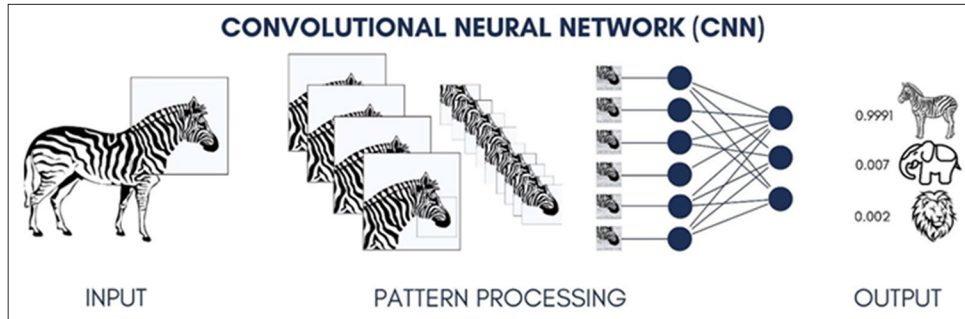 CONVOLUTIONAL NEURAL NETWORK (CNN)
0.9991
0.007
0.002
INPUT
PATTERN PROCESSING
OUTPUT